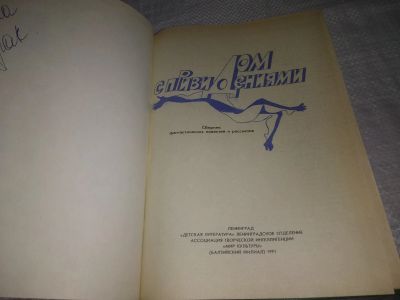 Дом
с привидениями
Сборник
фантастических повестей и рассказов
ЛЕНИНГРАД
«ДЕТСКАЯ ЛИТЕРАТУРА» ЛЕНИНГРАДСКОЕ ОТДЕЛЕНИЕ
АССОЦИАЦИЯ ТВОРЧЕСКОЙ ИНТЕЛЛИГЕНЦИИ
«МИР КУЛЬТУРЫ»
(БАЛТИЙСКИЙ ФИЛИАЛ) 1991